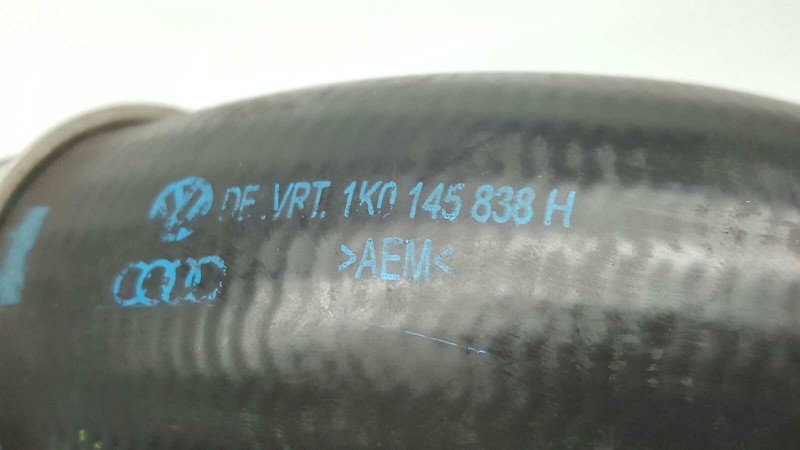 DE.VRT. 1K0 145 838 H
>AEM<